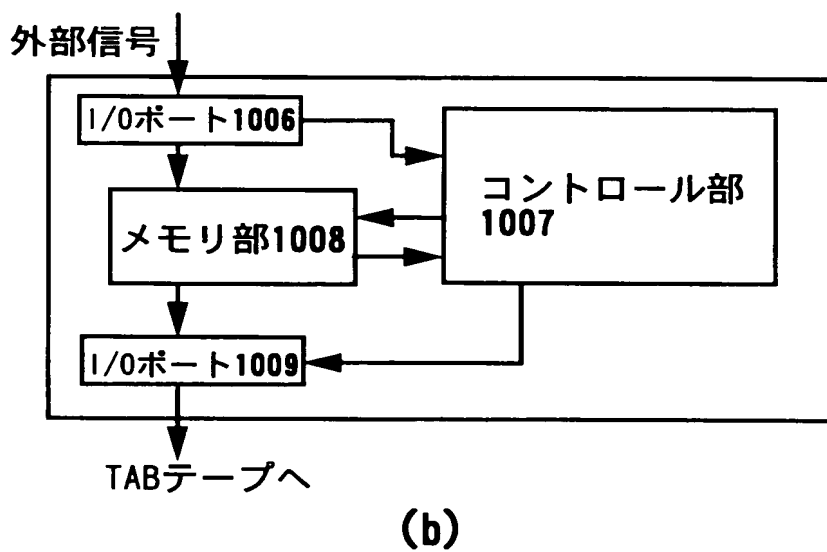 外部信号
I/Oポート1006
コントロール部
1007
メモリ部1008
I/Oポート1009
TABテープへ
(b)